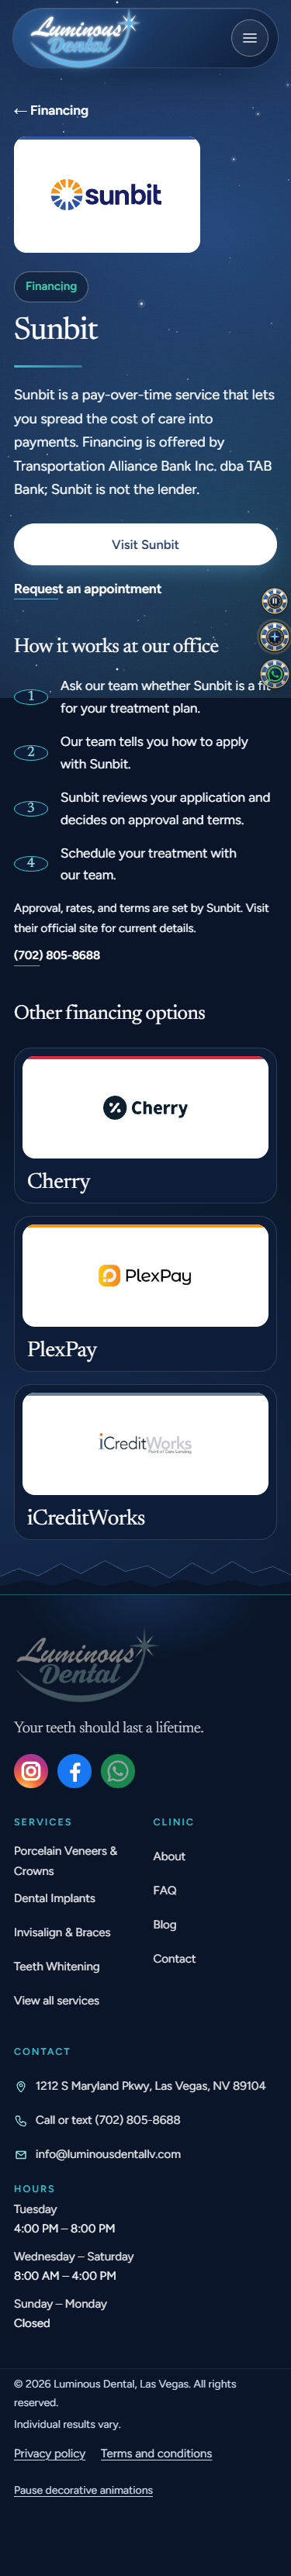 Luminous
Dental
← Financing
sunbit
Financing
Sunbit
Sunbit is a pay-over-time service that lets
you spread the cost of care into
payments. Financing is offered by
Transportation Alliance Bank Inc. dba TAB
Bank; Sunbit is not the lender.
Visit Sunbit
Request an appointment
How it works at our office
1 Ask our team whether Sunbit is a fit
for your treatment plan.
2 Our team tells you how to apply
with Sunbit.
3 Sunbit reviews your application and
decides on approval and terms.
4 Schedule your treatment with
our team.
Approval, rates, and terms are set by Sunbit. Visit
their official site for current details.
(702) 805-8688
Other financing options
Cherry
Cherry
PlexPay
PlexPay
iCreditWorks
Point of Care Lending
iCreditWorks
Luminous
Dental
Your teeth should last a lifetime.
SERVICES
Porcelain Veneers &
Crowns
Dental Implants
Invisalign & Braces
Teeth Whitening
View all services
CLINIC
About
FAQ
Blog
Contact
CONTACT
1212 S Maryland Pkwy, Las Vegas, NV 89104
Call or text (702) 805-8688
info@luminousdentallv.com
HOURS
Tuesday
4:00 PM – 8:00 PM
Wednesday – Saturday
8:00 AM – 4:00 PM
Sunday – Monday
Closed
© 2026 Luminous Dental, Las Vegas. All rights
reserved.
Individual results vary.
Privacy policy Terms and conditions
Pause decorative animations